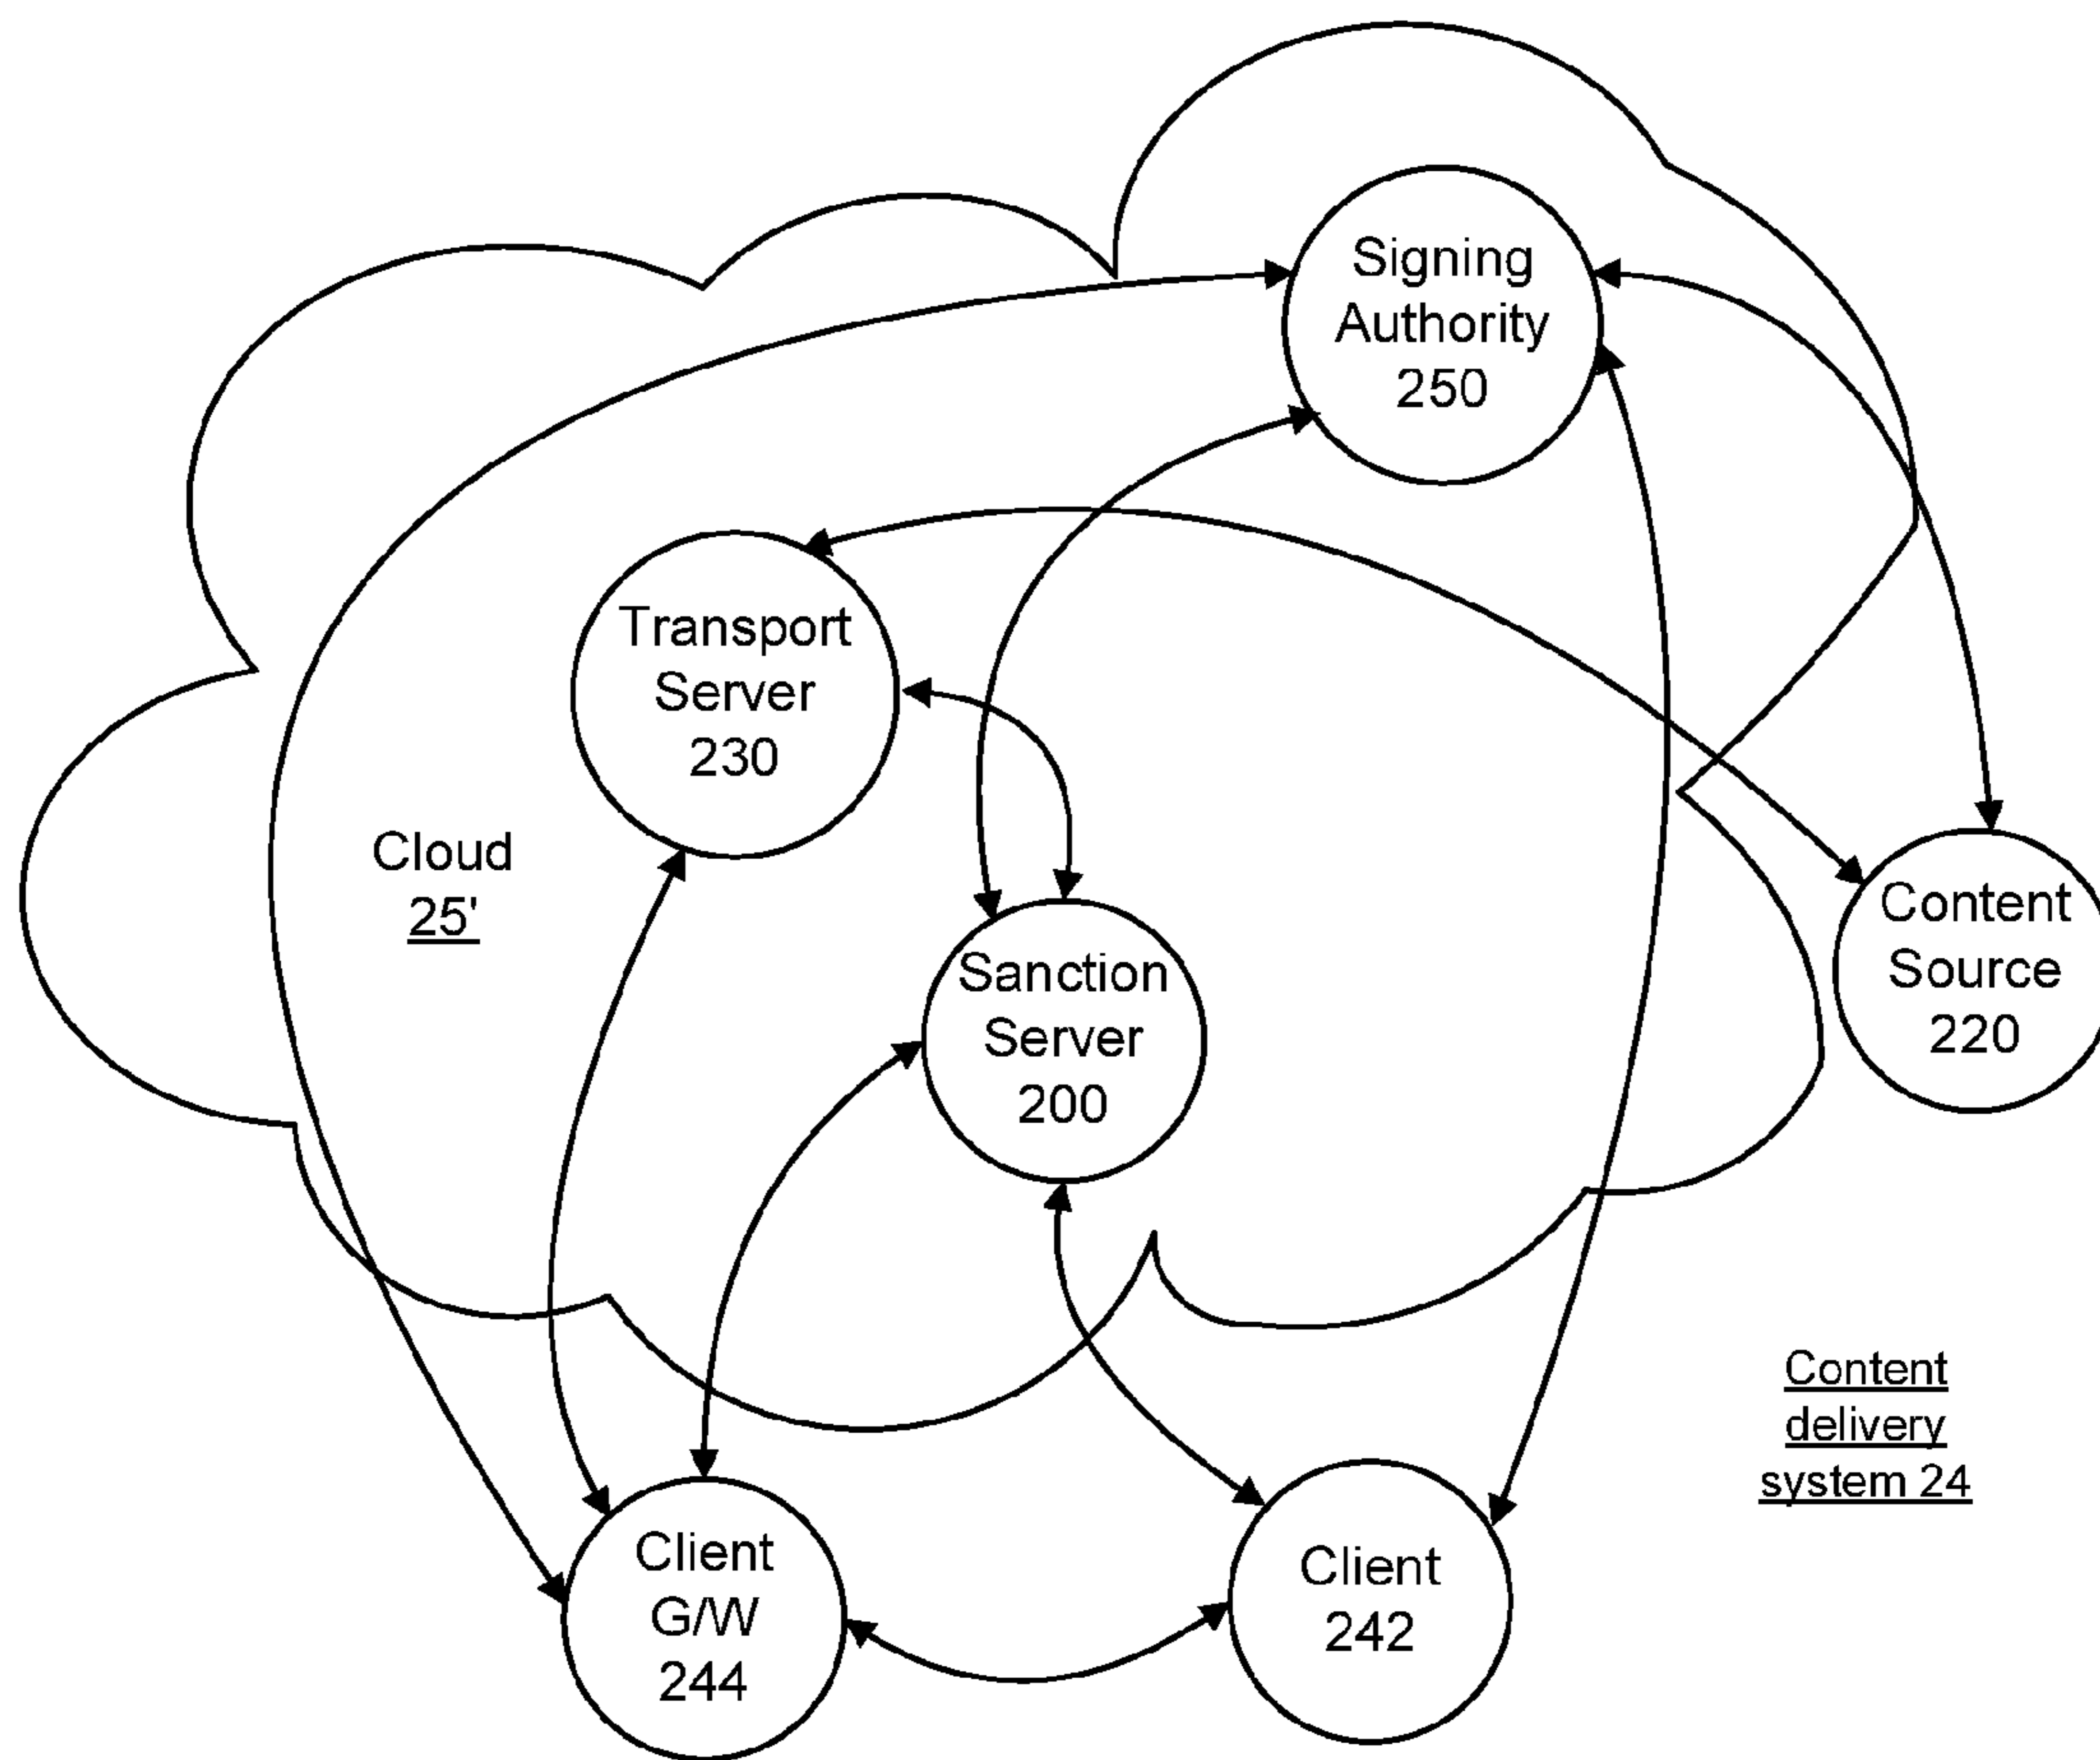 Signing
Authority
250
Transport
Server
230
Cloud
25'
Content
Source
220
Sanction
Server
200
Content
delivery
system 24
Client
G/W
244
Client
242